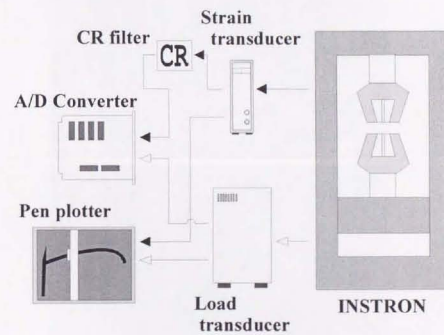 Strain
transducer
CR filter
CR
A/D Converter
Pen plotter
Load
transducer
INSTRON